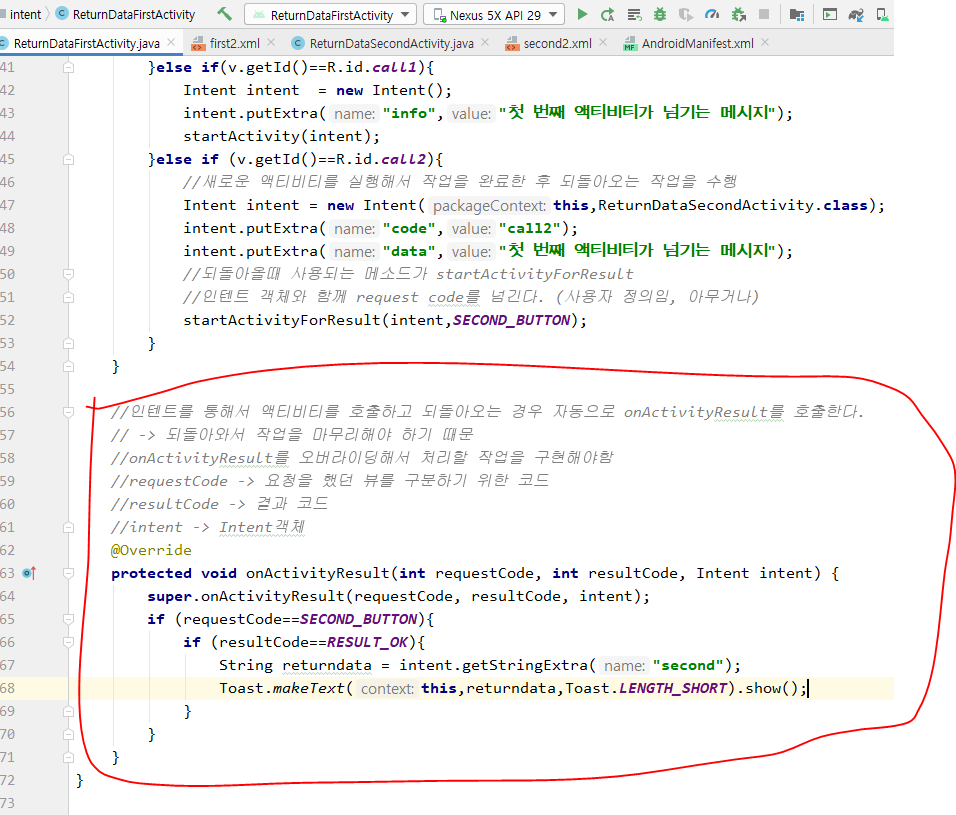 intent
ReturnDataFirstActivity
ReturnDataFirstActivity
Nexus 5X API 29
ReturnDataFirstActivity.java
first2.xml
ReturnDataSecondActivity.java
second2.xml
AndroidManifest.xml
41 }else if(v.getId()==R.id.call1){
42 Intent intent  = new Intent();
43 intent.putExtra( name: "info", value: "첫 번째 액티비티가 넘기는 메시지");
44 startActivity(intent);
45 }else if (v.getId()==R.id.call2){
46 //새로운 액티비티를 실행해서 작업을 완료한 후 되돌아오는 작업을 수행
47 Intent intent = new Intent( packageContext: this,ReturnDataSecondActivity.class);
48 intent.putExtra( name: "code", value: "call2");
49 intent.putExtra( name: "data", value: "첫 번째 액티비티가 넘기는 메시지");
50 //되돌아올때 사용되는 메소드가 startActivityForResult
51 //인텐트 객체와 함께 request code를 넘긴다. (사용자 정의임, 아무거나)
52 startActivityForResult(intent,SECOND_BUTTON);
53 }
54 }
55
56 //인텐트를 통해서 액티비티를 호출하고 되돌아오는 경우 자동으로 onActivityResult를 호출한다.
57 // -> 되돌아와서 작업을 마무리해야 하기 때문
58 //onActivityResult를 오버라이딩해서 처리할 작업을 구현해야함
59 //requestCode -> 요청을 했던 뷰를 구분하기 위한 코드
60 //resultCode -> 결과 코드
61 //intent -> Intent객체
62 @Override
63 protected void onActivityResult(int requestCode, int resultCode, Intent intent) {
64 super.onActivityResult(requestCode, resultCode, intent);
65 if (requestCode==SECOND_BUTTON){
66 if (resultCode==RESULT_OK){
67 String returndata = intent.getStringExtra( name: "second");
68 Toast.makeText( context: this,returndata,Toast.LENGTH_SHORT).show();
69 }
70 }
71 }
72 }
73